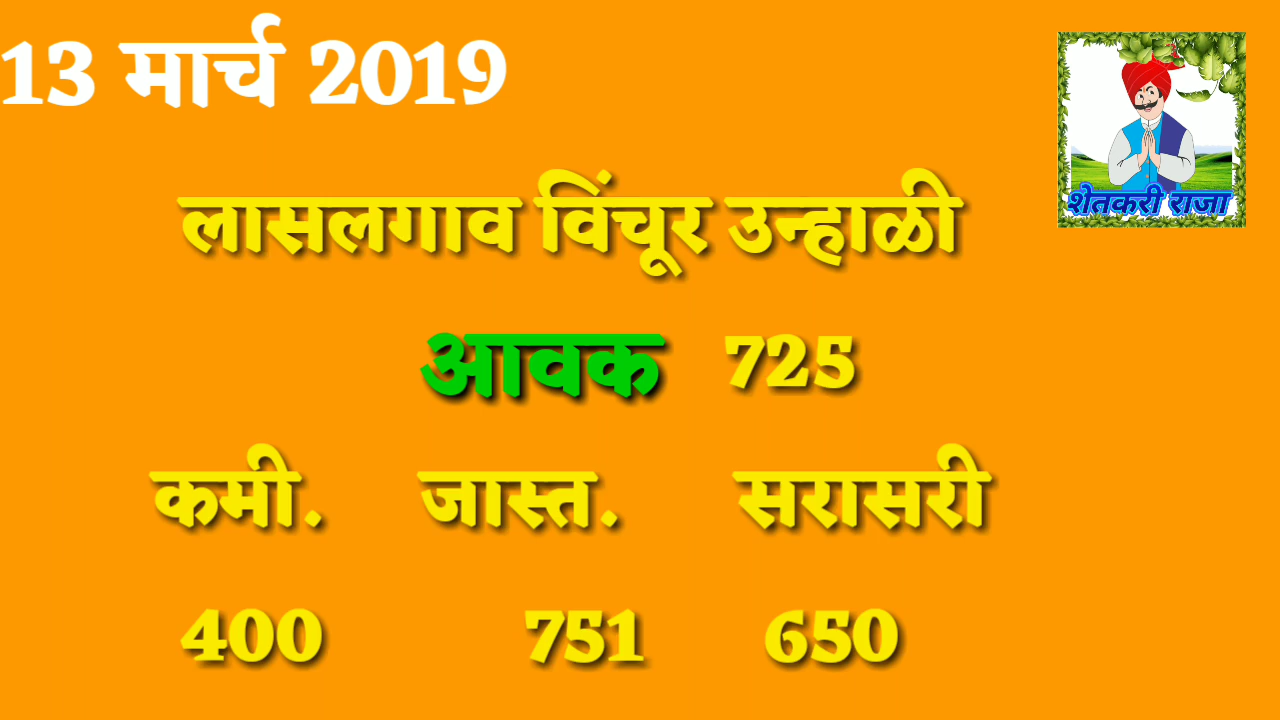 13 मार्च 2019
शेतकरी राजा
लासलगाव विंचूर उन्हाळी
आवक 725
कमी. जास्त. सरासरी
400 751 650